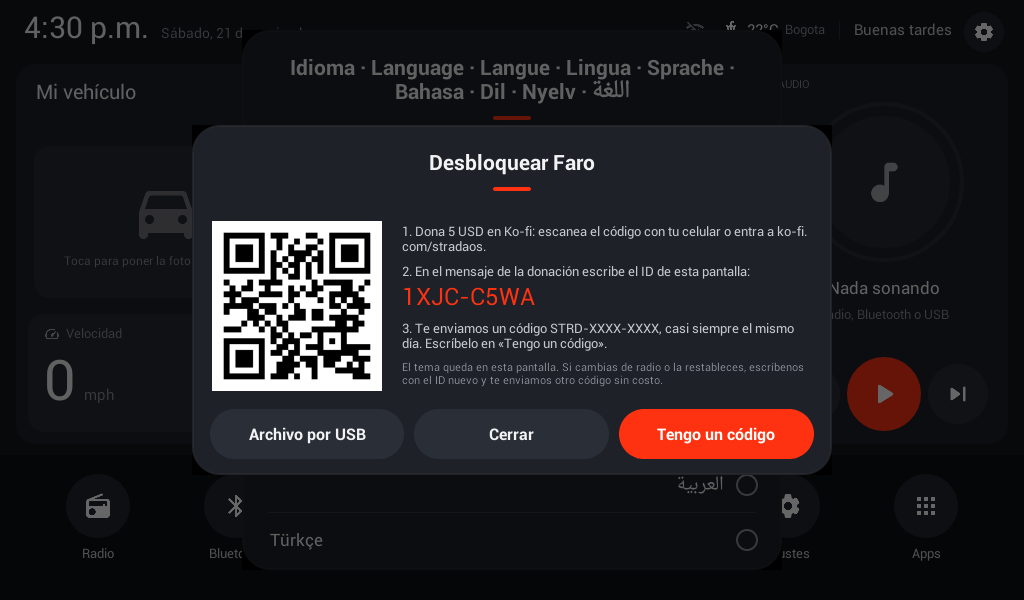 4:30 p.m.
Sábado, 21 d
22°C Bogota
Buenas tardes
Idioma · Language · Langue · Lingua · Sprache ·
Bahasa · Dil · Nyelv · اللغة
Mi vehículo
AUDIO
Desbloquear Faro
1. Dona 5 USD en Ko-fi: escanea el código con tu celular o entra a ko-fi.
com/stradaos.
2. En el mensaje de la donación escribe el ID de esta pantalla:
1XJC-C5WA
3. Te enviamos un código STRD-XXXX-XXXX, casi siempre el mismo
día. Escríbelo en «Tengo un código».
El tema queda en esta pantalla. Si cambias de radio o la restableces, escríbenos
con el ID nuevo y te enviamos otro código sin costo.
Archivo por USB
Cerrar
Tengo un código
Toca para poner la foto
Nada sonando
dio, Bluetooth o USB
Velocidad
0 mph
العربية
Türkçe
Radio
Blueto
stes
Apps